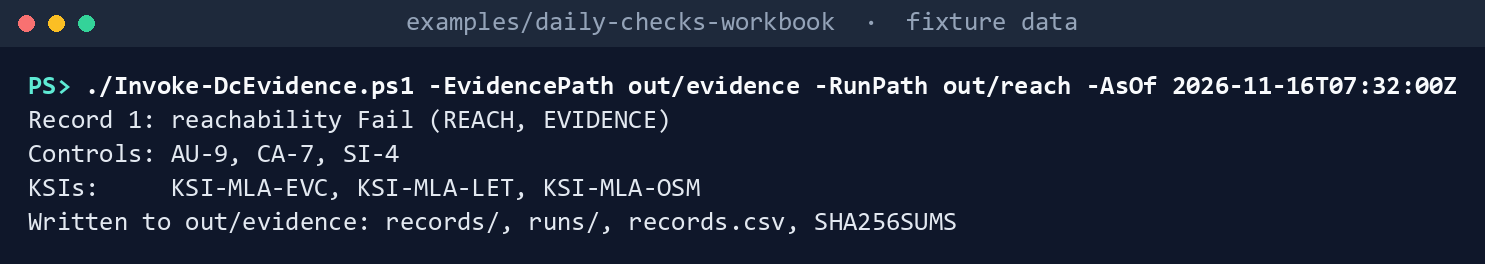 examples/daily-checks-workbook · fixture data
PS> ./Invoke-DcEvidence.ps1 -EvidencePath out/evidence -RunPath out/reach -AsOf 2026-11-16T07:32:00Z
Record 1: reachability Fail (REACH, EVIDENCE)
Controls: AU-9, CA-7, SI-4
KSIs:     KSI-MLA-EVC, KSI-MLA-LET, KSI-MLA-OSM
Written to out/evidence: records/, runs/, records.csv, SHA256SUMS